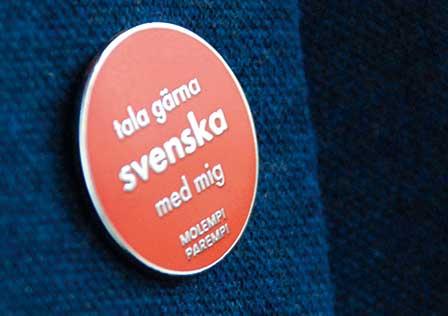 tala gärna
svenska
med mig
MOLEMPI
PAREMPI